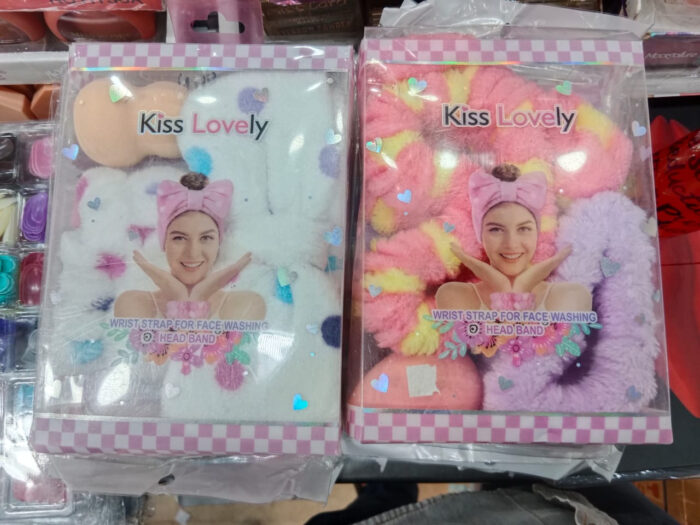 Kiss Lovely
WRIST STRAP FOR FACE WASHING
HEAD BAND
Kiss Lovely
WRIST STRAP FOR FACE WASHING
HEAD BAND